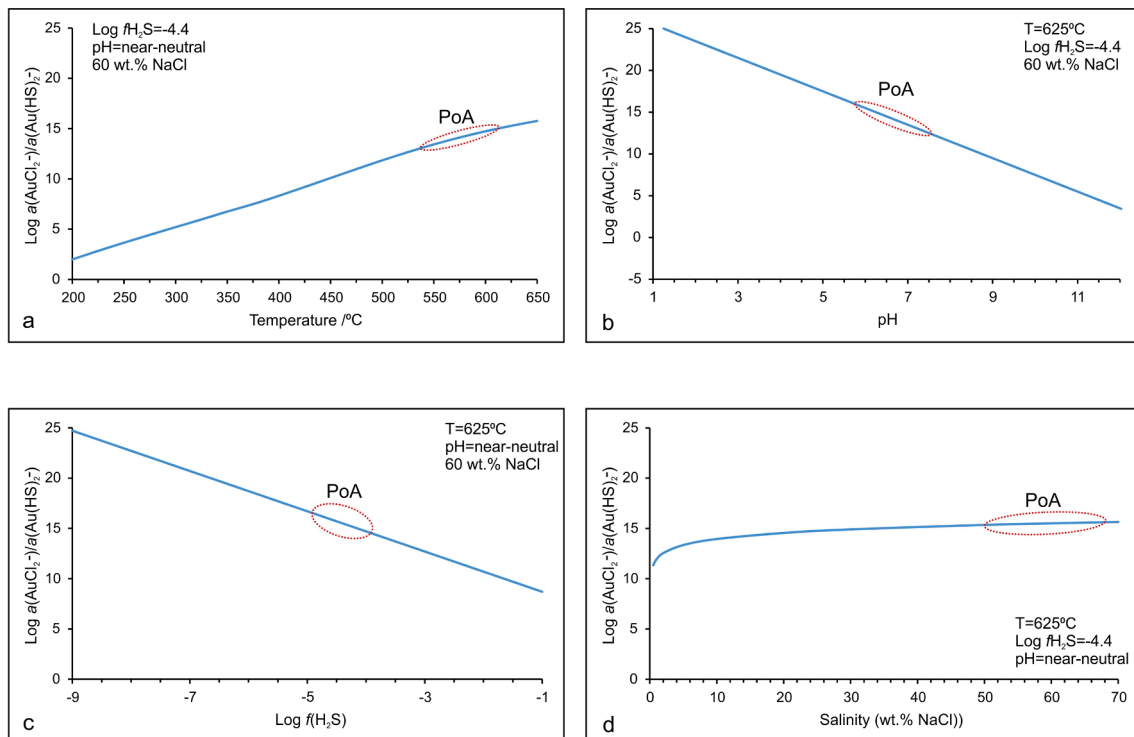 Log fH₂S=-4.4
pH=near-neutral
60 wt.% NaCl
PoA
Log a(AuCl₂-)/a(Au(HS)₂-)
25
20
15
10
5
0
200 250 300 350 400 450 500 550 600 650
Temperature /ºC
a
T=625ºC
Log fH₂S=-4.4
60 wt.% NaCl
PoA
Log a(AuCl₂-)/a(Au(HS)₂-)
25
20
15
10
5
0
-5
1 3 5 7 9 11
pH
b
T=625ºC
pH=near-neutral
60 wt.% NaCl
PoA
Log a(AuCl₂-)/a(Au(HS)₂-)
25
20
15
10
5
0
-9 -7 -5 -3 -1
Log f(H₂S)
c
PoA
Log a(AuCl₂-)/a(Au(HS)₂-)
25
20
15
10
5
0
T=625ºC
Log fH₂S=-4.4
pH=near-neutral
0 10 20 30 40 50 60 70
Salinity (wt.% NaCl))
d